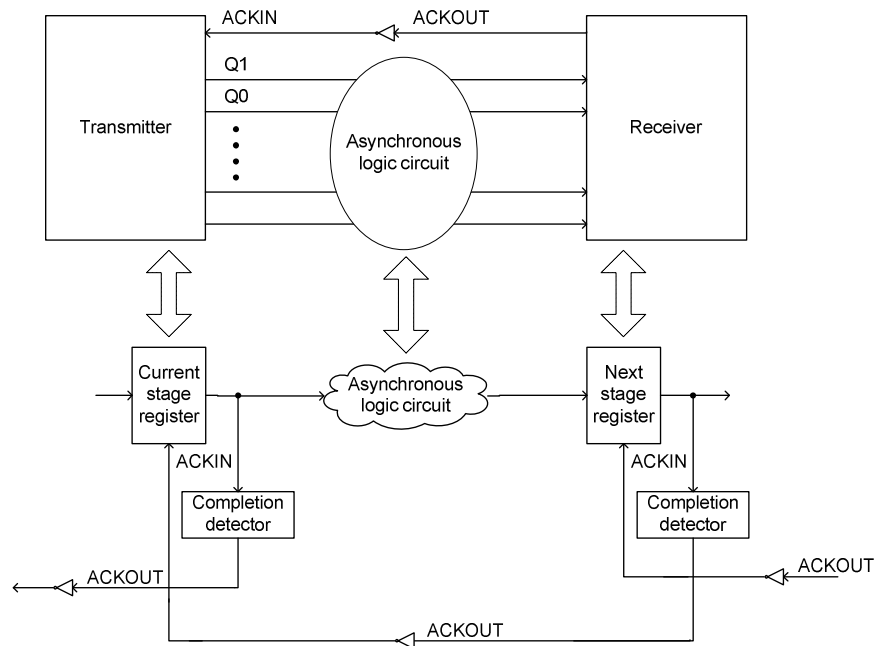 ACKIN
ACKOUT
Q1
Q0
Transmitter
Asynchronous
logic circuit
Receiver
Current
stage
register
Asynchronous
logic circuit
Next
stage
register
ACKIN
ACKIN
Completion
detector
Completion
detector
ACKOUT
ACKOUT
ACKOUT